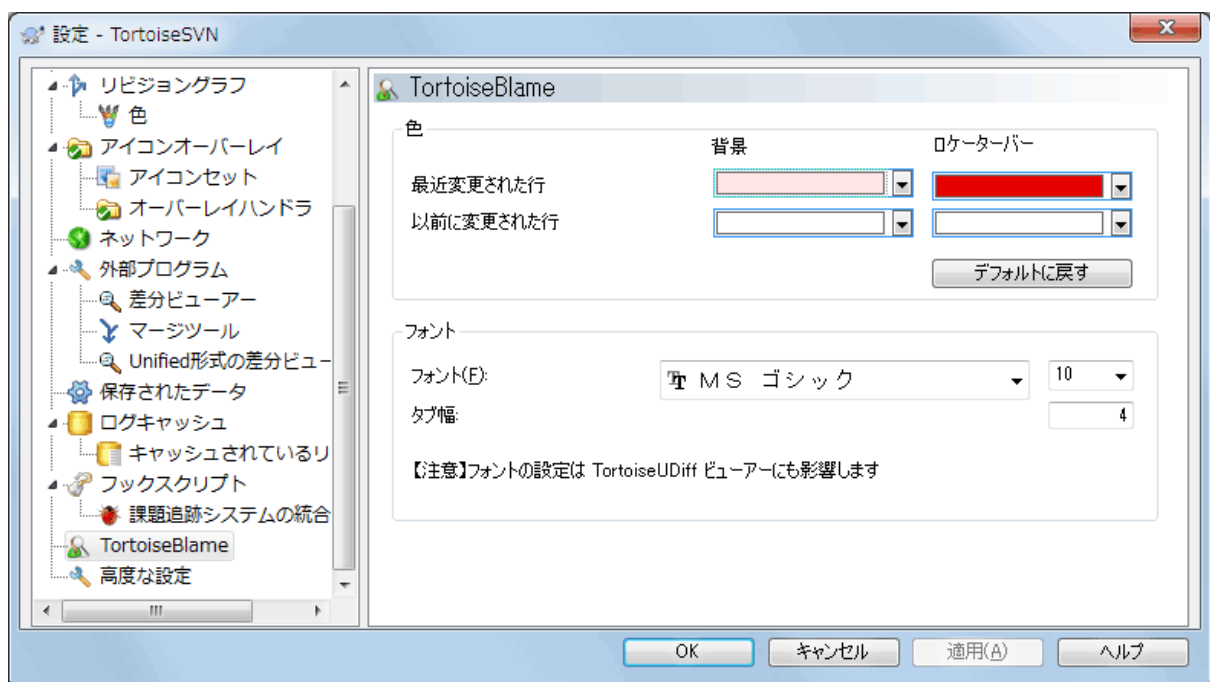 設定 - TortoiseSVN
リビジョングラフ
色
アイコンオーバーレイ
アイコンセット
オーバーレイハンドラ
ネットワーク
外部プログラム
差分ビューアー
マージツール
Unified形式の差分ビュー
保存されたデータ
ログキャッシュ
キャッシュされているリ
フックスクリプト
課題追跡システムの統合
TortoiseBlame
高度な設定
TortoiseBlame
色
背景 ロケーターバー
最近変更された行
以前に変更された行
デフォルトに戻す
フォント
フォント(F): MS ゴシック 10
タブ幅: 4
【注意】フォントの設定は TortoiseUDiff ビューアーにも影響します
OK キャンセル 適用(A) ヘルプ